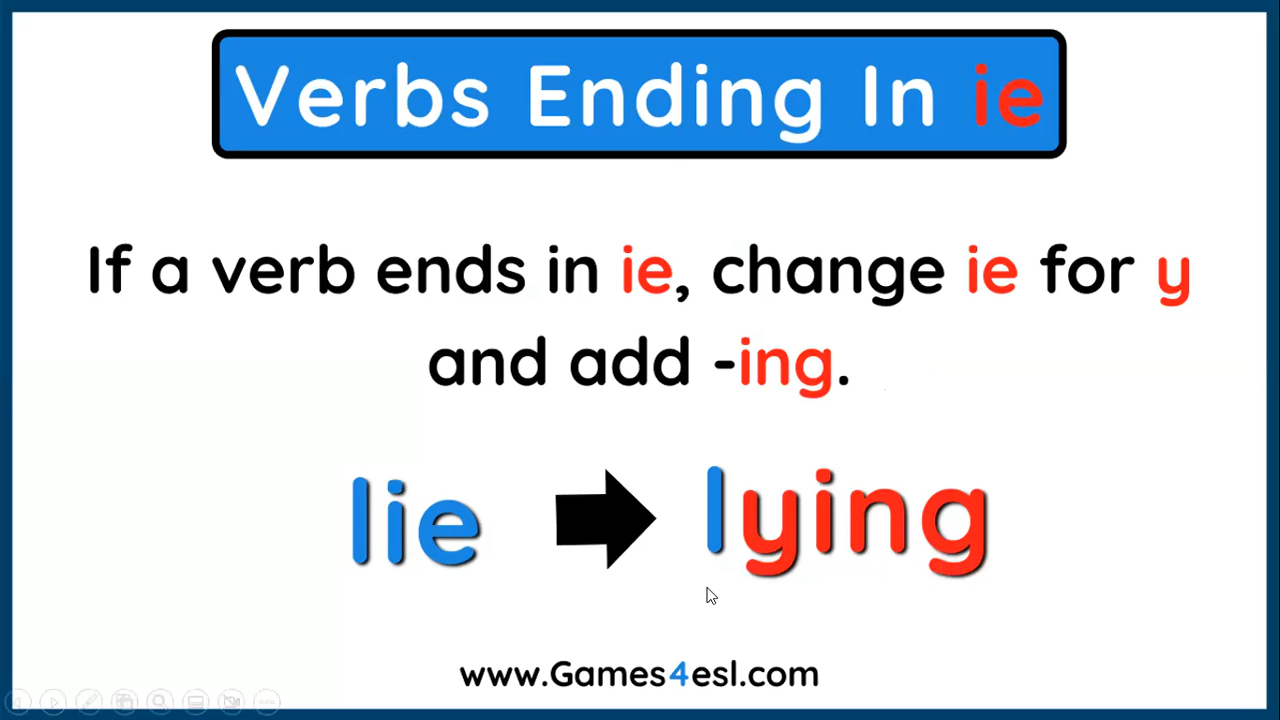 Verbs Ending In ie
If a verb ends in ie, change ie for y
and add -ing.
lie lying
www.Games4esl.com